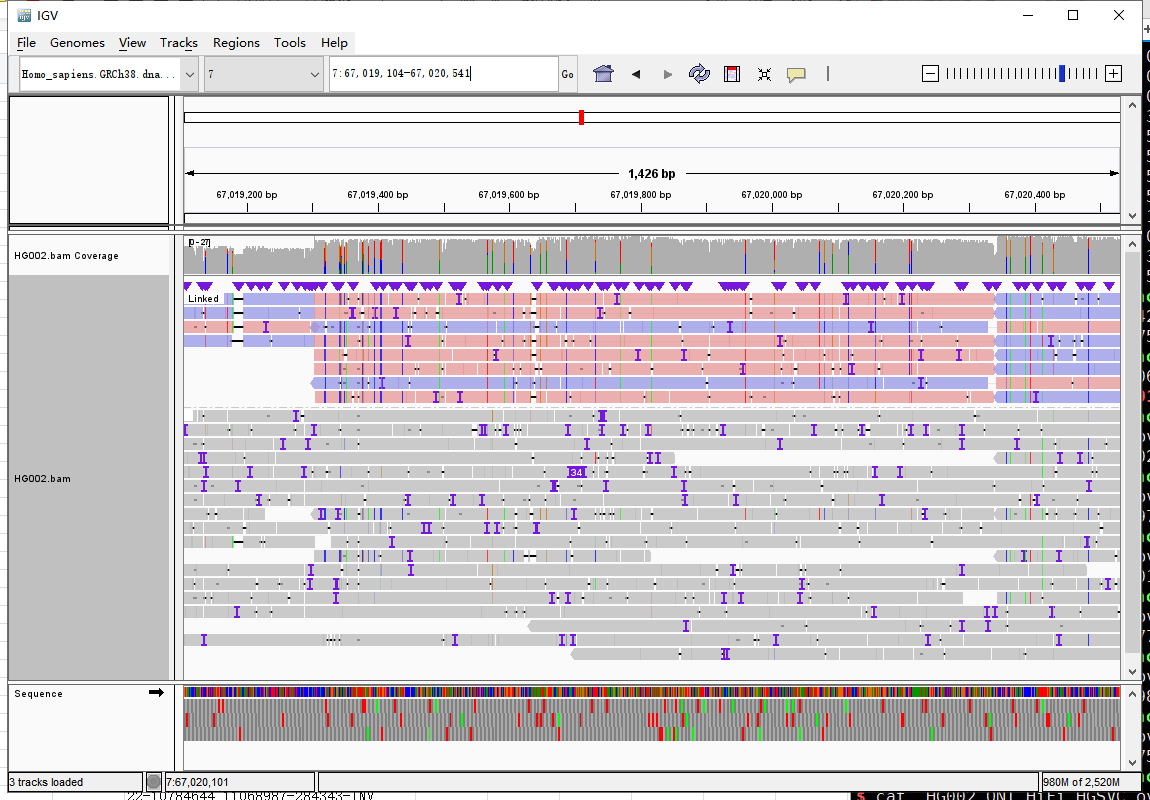 IGV
File Genomes View Tracks Regions Tools Help
Homo_sapiens.GRCh38.dna... 7 7:67,019,104-67,020,541 Go
1,426 bp
67,019,200 bp 67,019,400 bp 67,019,600 bp 67,019,800 bp 67,020,000 bp 67,020,200 bp 67,020,400 bp
[0 - 27]
HG002.bam Coverage
Linked
34
HG002.bam
Sequence
3 tracks loaded 7:67,020,101 980M of 2,520M